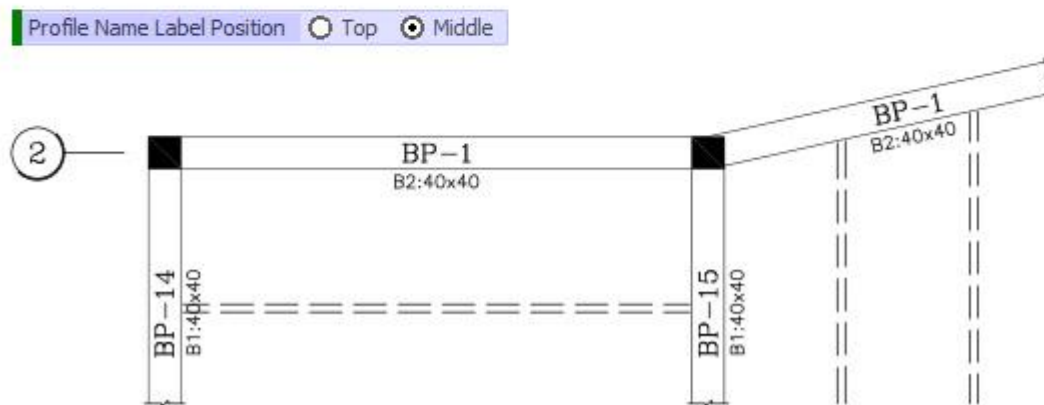 Profile Name Label Position Top Middle
BP-1
B2:40x40
2
BP-1
B2:40x40
BP-14
B1:40x40
BP-15
B1:40x40